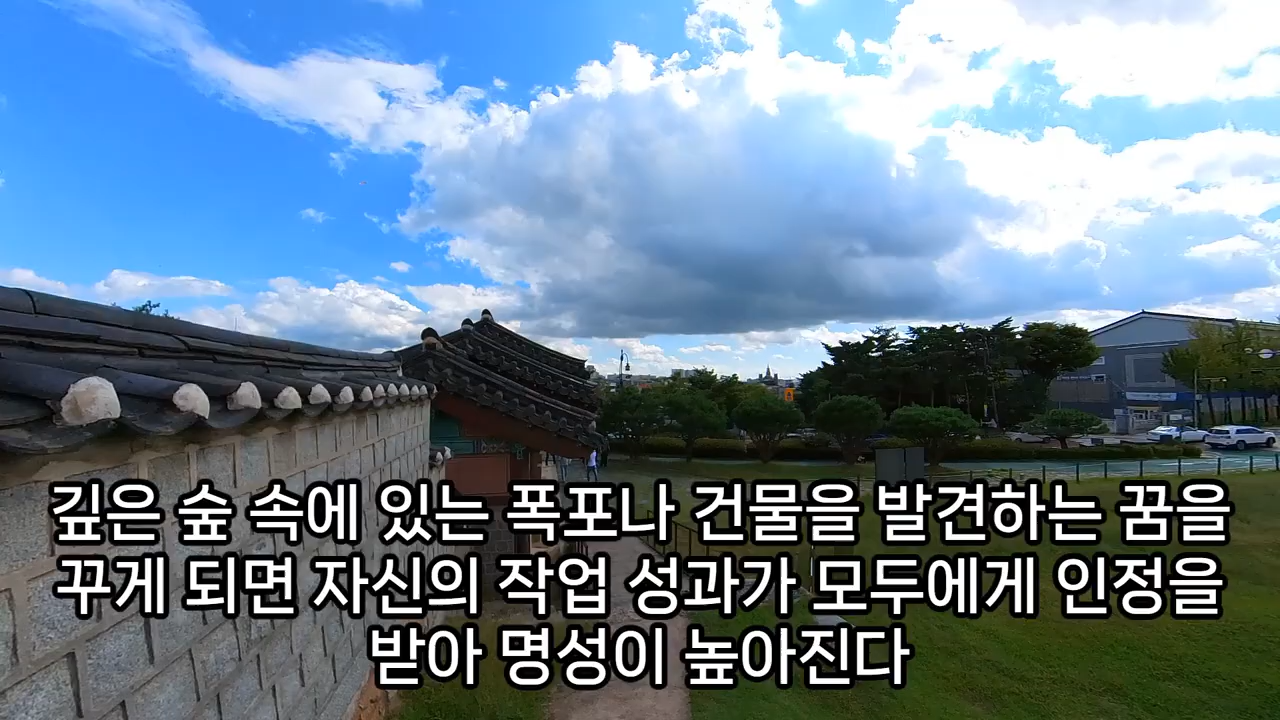 깊은 숲 속에 있는 폭포나 건물을 발견하는 꿈을
꾸게 되면 자신의 작업 성과가 모두에게 인정을
받아 명성이 높아진다